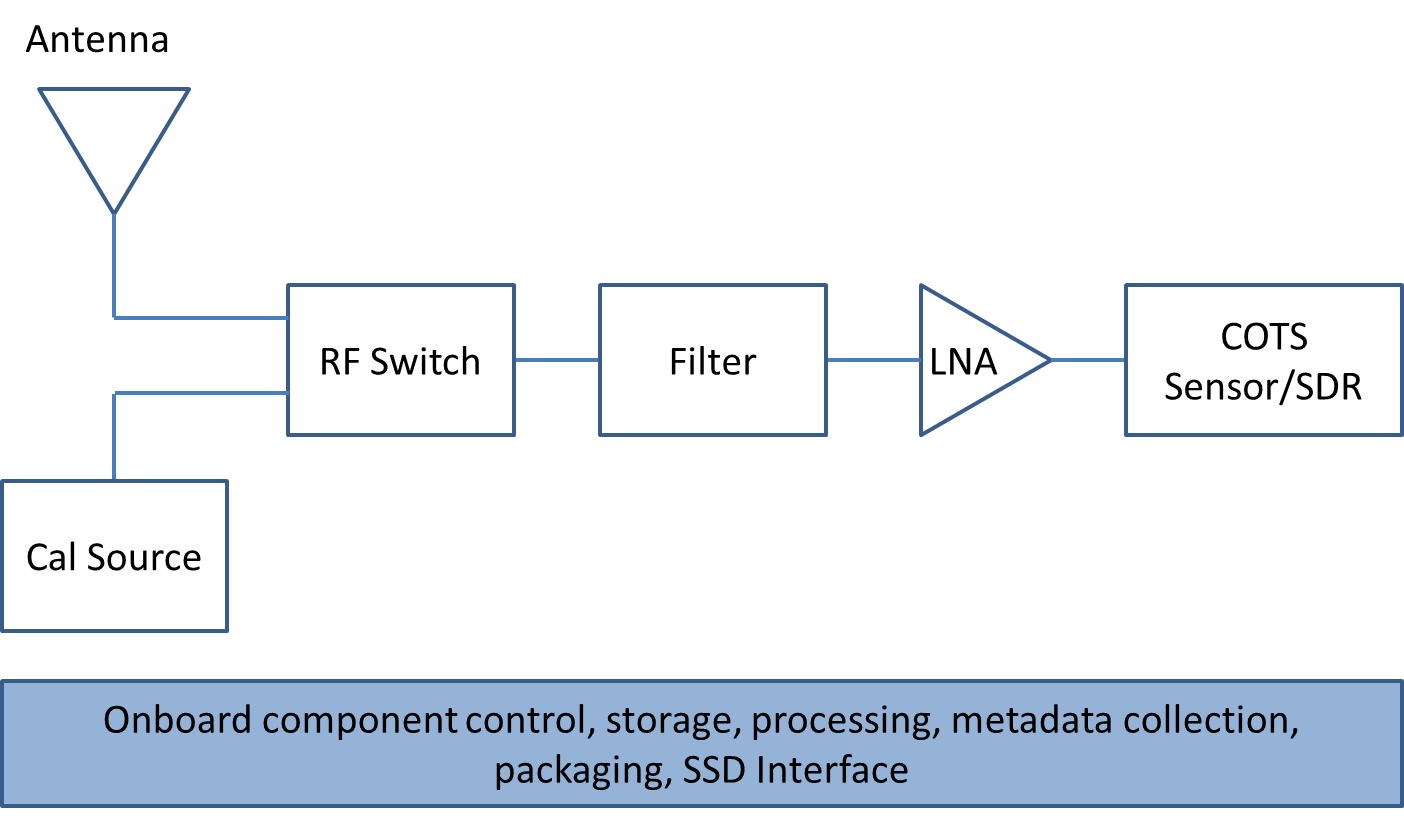 Antenna
RF Switch
Filter
LNA
COTS
Sensor/SDR
Cal Source
Onboard component control, storage, processing, metadata collection,
packaging, SSD Interface